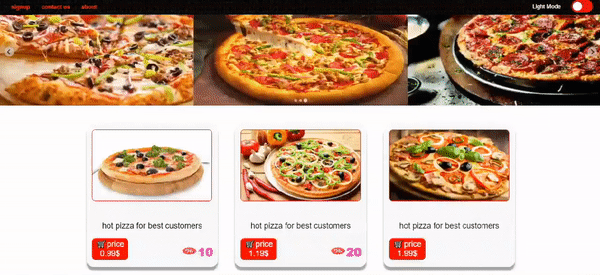 signup contact us about Light Mode
hot pizza for best customers hot pizza for best customers hot pizza for best customers
🛒 price 🛒 price 🛒 price
0.99$ 10 1.19$ 20 1.99$